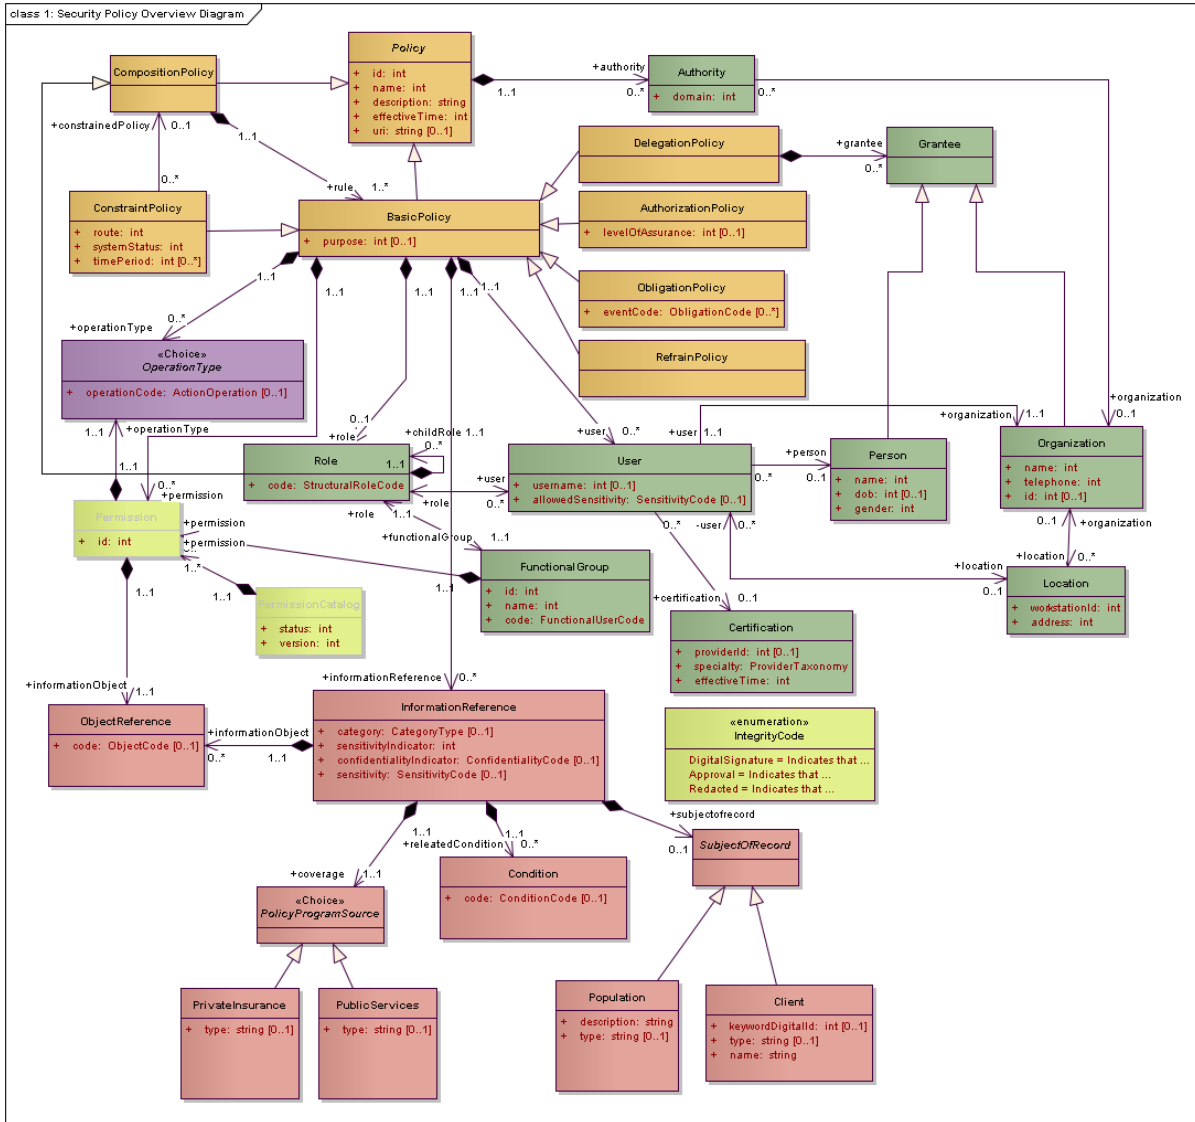 class 1: Security Policy Overview Diagram
Policy
+ id: int
+ name: int
+ description: string
+ effectiveTime: int
+ uri: string [0..1]
CompositionPolicy
Authority
+ domain: int
+authority
1..1
0..*
0..*
+constrainedPolicy
0..1
0..*
1..1
+rule
1..*
DelegationPolicy
+grantee
0..*
Grantee
ConstraintPolicy
+ route: int
+ systemStatus: int
+ timePeriod: int [0..*]
BasicPolicy
+ purpose: int [0..1]
AuthorizationPolicy
+ levelOfAssurance: int [0..1]
ObligationPolicy
+ eventCode: ObligationCode [0..*]
RefrainPolicy
1..1
1..1
1..1
1..1
1..1
0..*
+operationType
«Choice»
OperationType
+ operationCode: ActionOperation [0..1]
1..1
+operationType
1..1
0..1
+role
+childRole 1..1
0..*
1..1
Role
+ code: StructuralRoleCode
+user
0..*
+user
1..1
+organization
1..1
+organization
0..1
User
+ username: int [0..1]
+ allowedSensitivity: SensitivityCode [0..1]
+person
0..1
Person
+ name: int
+ dob: int [0..1]
+ gender: int
Organization
+ name: int
+ telephone: int
+ id: int [0..1]
+user
0..*
+role
+role
1..1
0..*
+permission
Permission
+ id: int
+permission
+permission
0..
1..*
+functionalGroup
1..1
0..*
-user
0..*
0..1
+organization
+location
0..*
+location
0..1
FunctionalGroup
+ id: int
+ name: int
+ code: FunctionalUserCode
1..1
1..1
1..1
PermissionCatalog
+ status: int
+ version: int
Location
+ workstationId: int
+ address: int
+certification
0..1
Certification
+ providerId: int [0..1]
+ specialty: ProviderTaxonomy
+ effectiveTime: int
+informationObject
1..1
+informationReference
0..*
ObjectReference
+ code: ObjectCode [0..1]
+informationObject
0..*
1..1
InformationReference
+ category: CategoryType [0..1]
+ sensitivityIndicator: int
+ confidentialityIndicator: ConfidentialityCode [0..1]
+ sensitivity: SensitivityCode [0..1]
«enumeration»
IntegrityCode
DigitalSignature = Indicates that ...
Approval = Indicates that ...
Redacted = Indicates that ...
1..1
1..1
+releatedCondition
0..*
+subjectofrecord
0..1
SubjectOfRecord
+coverage
1..1
Condition
+ code: ConditionCode [0..1]
«Choice»
PolicyProgramSource
PrivateInsurance
+ type: string [0..1]
PublicServices
+ type: string [0..1]
Population
+ description: string
+ type: string [0..1]
Client
+ keywordDigitalId: int [0..1]
+ type: string [0..1]
+ name: string